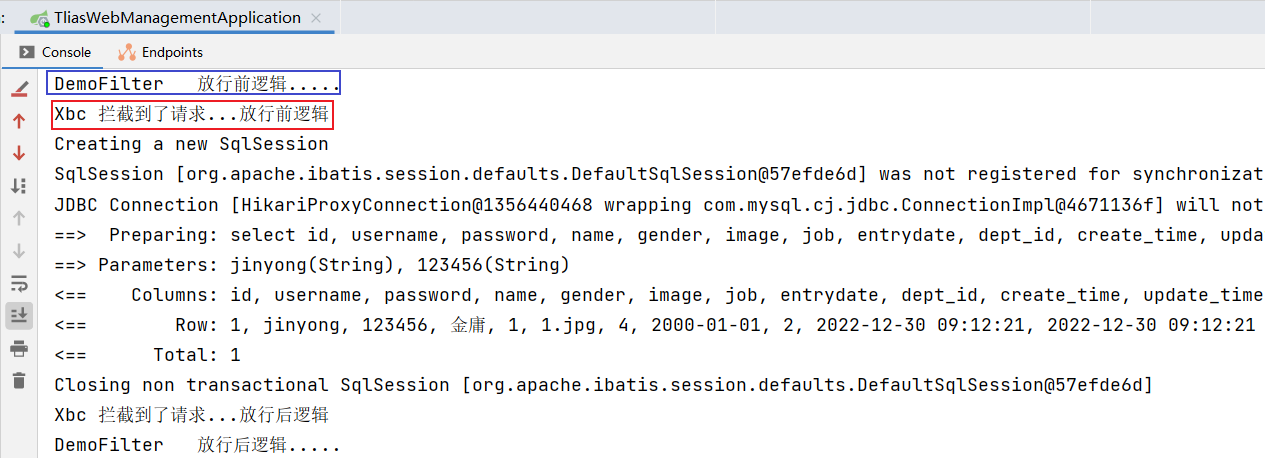 :
TliasWebManagementApplication
Console
Endpoints
DemoFilter   放行前逻辑.....
Xbc 拦截到了请求...放行前逻辑
Creating a new SqlSession
SqlSession [org.apache.ibatis.session.defaults.DefaultSqlSession@57efde6d] was not registered for synchronizat
JDBC Connection [HikariProxyConnection@1356440468 wrapping com.mysql.cj.jdbc.ConnectionImpl@4671136f] will not
==>  Preparing: select id, username, password, name, gender, image, job, entrydate, dept_id, create_time, upda
==> Parameters: jinyong(String), 123456(String)
<==    Columns: id, username, password, name, gender, image, job, entrydate, dept_id, create_time, update_time
<==        Row: 1, jinyong, 123456, 金庸, 1, 1.jpg, 4, 2000-01-01, 2, 2022-12-30 09:12:21, 2022-12-30 09:12:21
<==      Total: 1
Closing non transactional SqlSession [org.apache.ibatis.session.defaults.DefaultSqlSession@57efde6d]
Xbc 拦截到了请求...放行后逻辑
DemoFilter   放行后逻辑.....